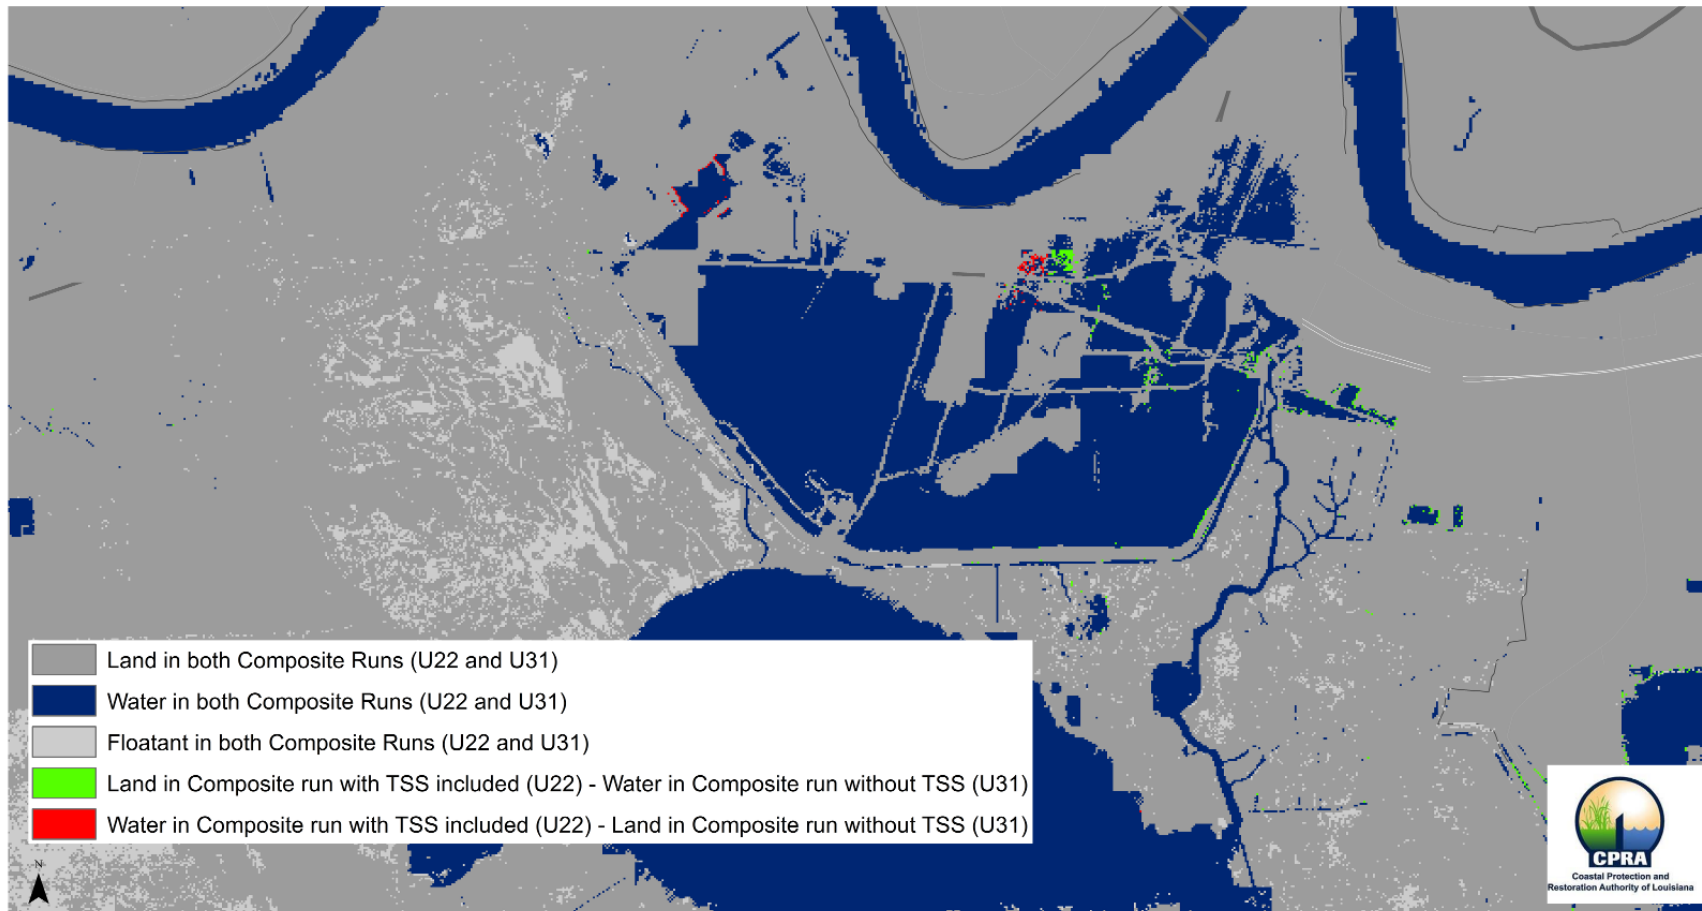 Land in both Composite Runs (U22 and U31)
Water in both Composite Runs (U22 and U31)
Floatant in both Composite Runs (U22 and U31)
Land in Composite run with TSS included (U22) - Water in Composite run without TSS (U31)
Water in Composite run with TSS included (U22) - Land in Composite run without TSS (U31)
N
CPRA
Coastal Protection and
Restoration Authority of Louisiana